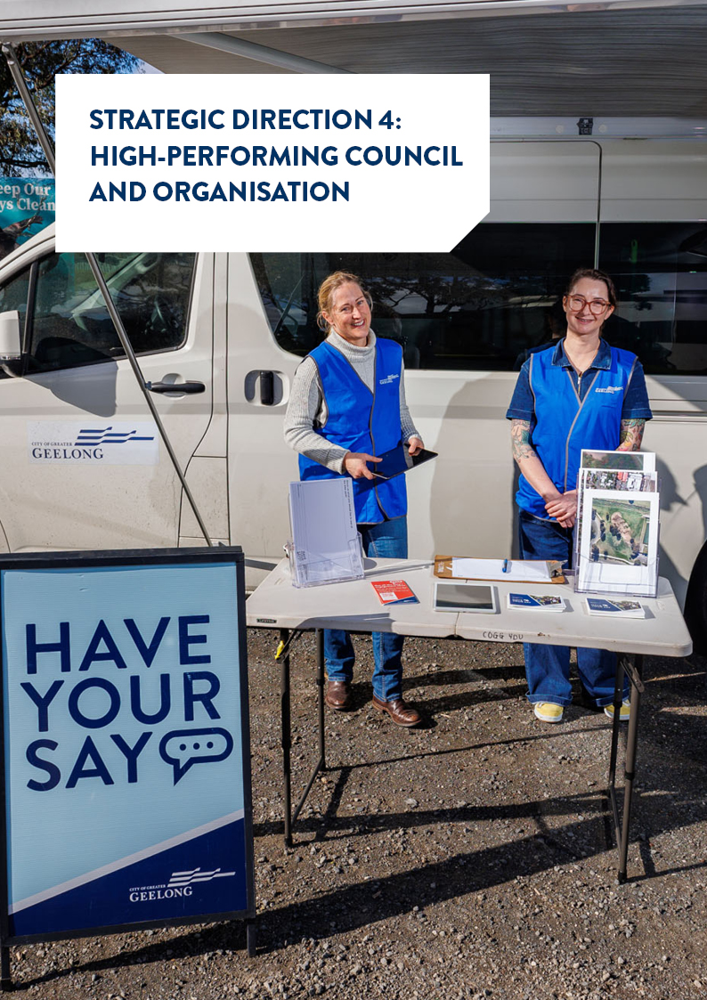 STRATEGIC DIRECTION 4:
HIGH-PERFORMING COUNCIL
AND ORGANISATION
eep Our
ys Clean
GEELONG
CITY OF GREATER
GEELONG
COGG YOU
HAVE
YOUR
SAY
CITY OF GREATER
GEELONG